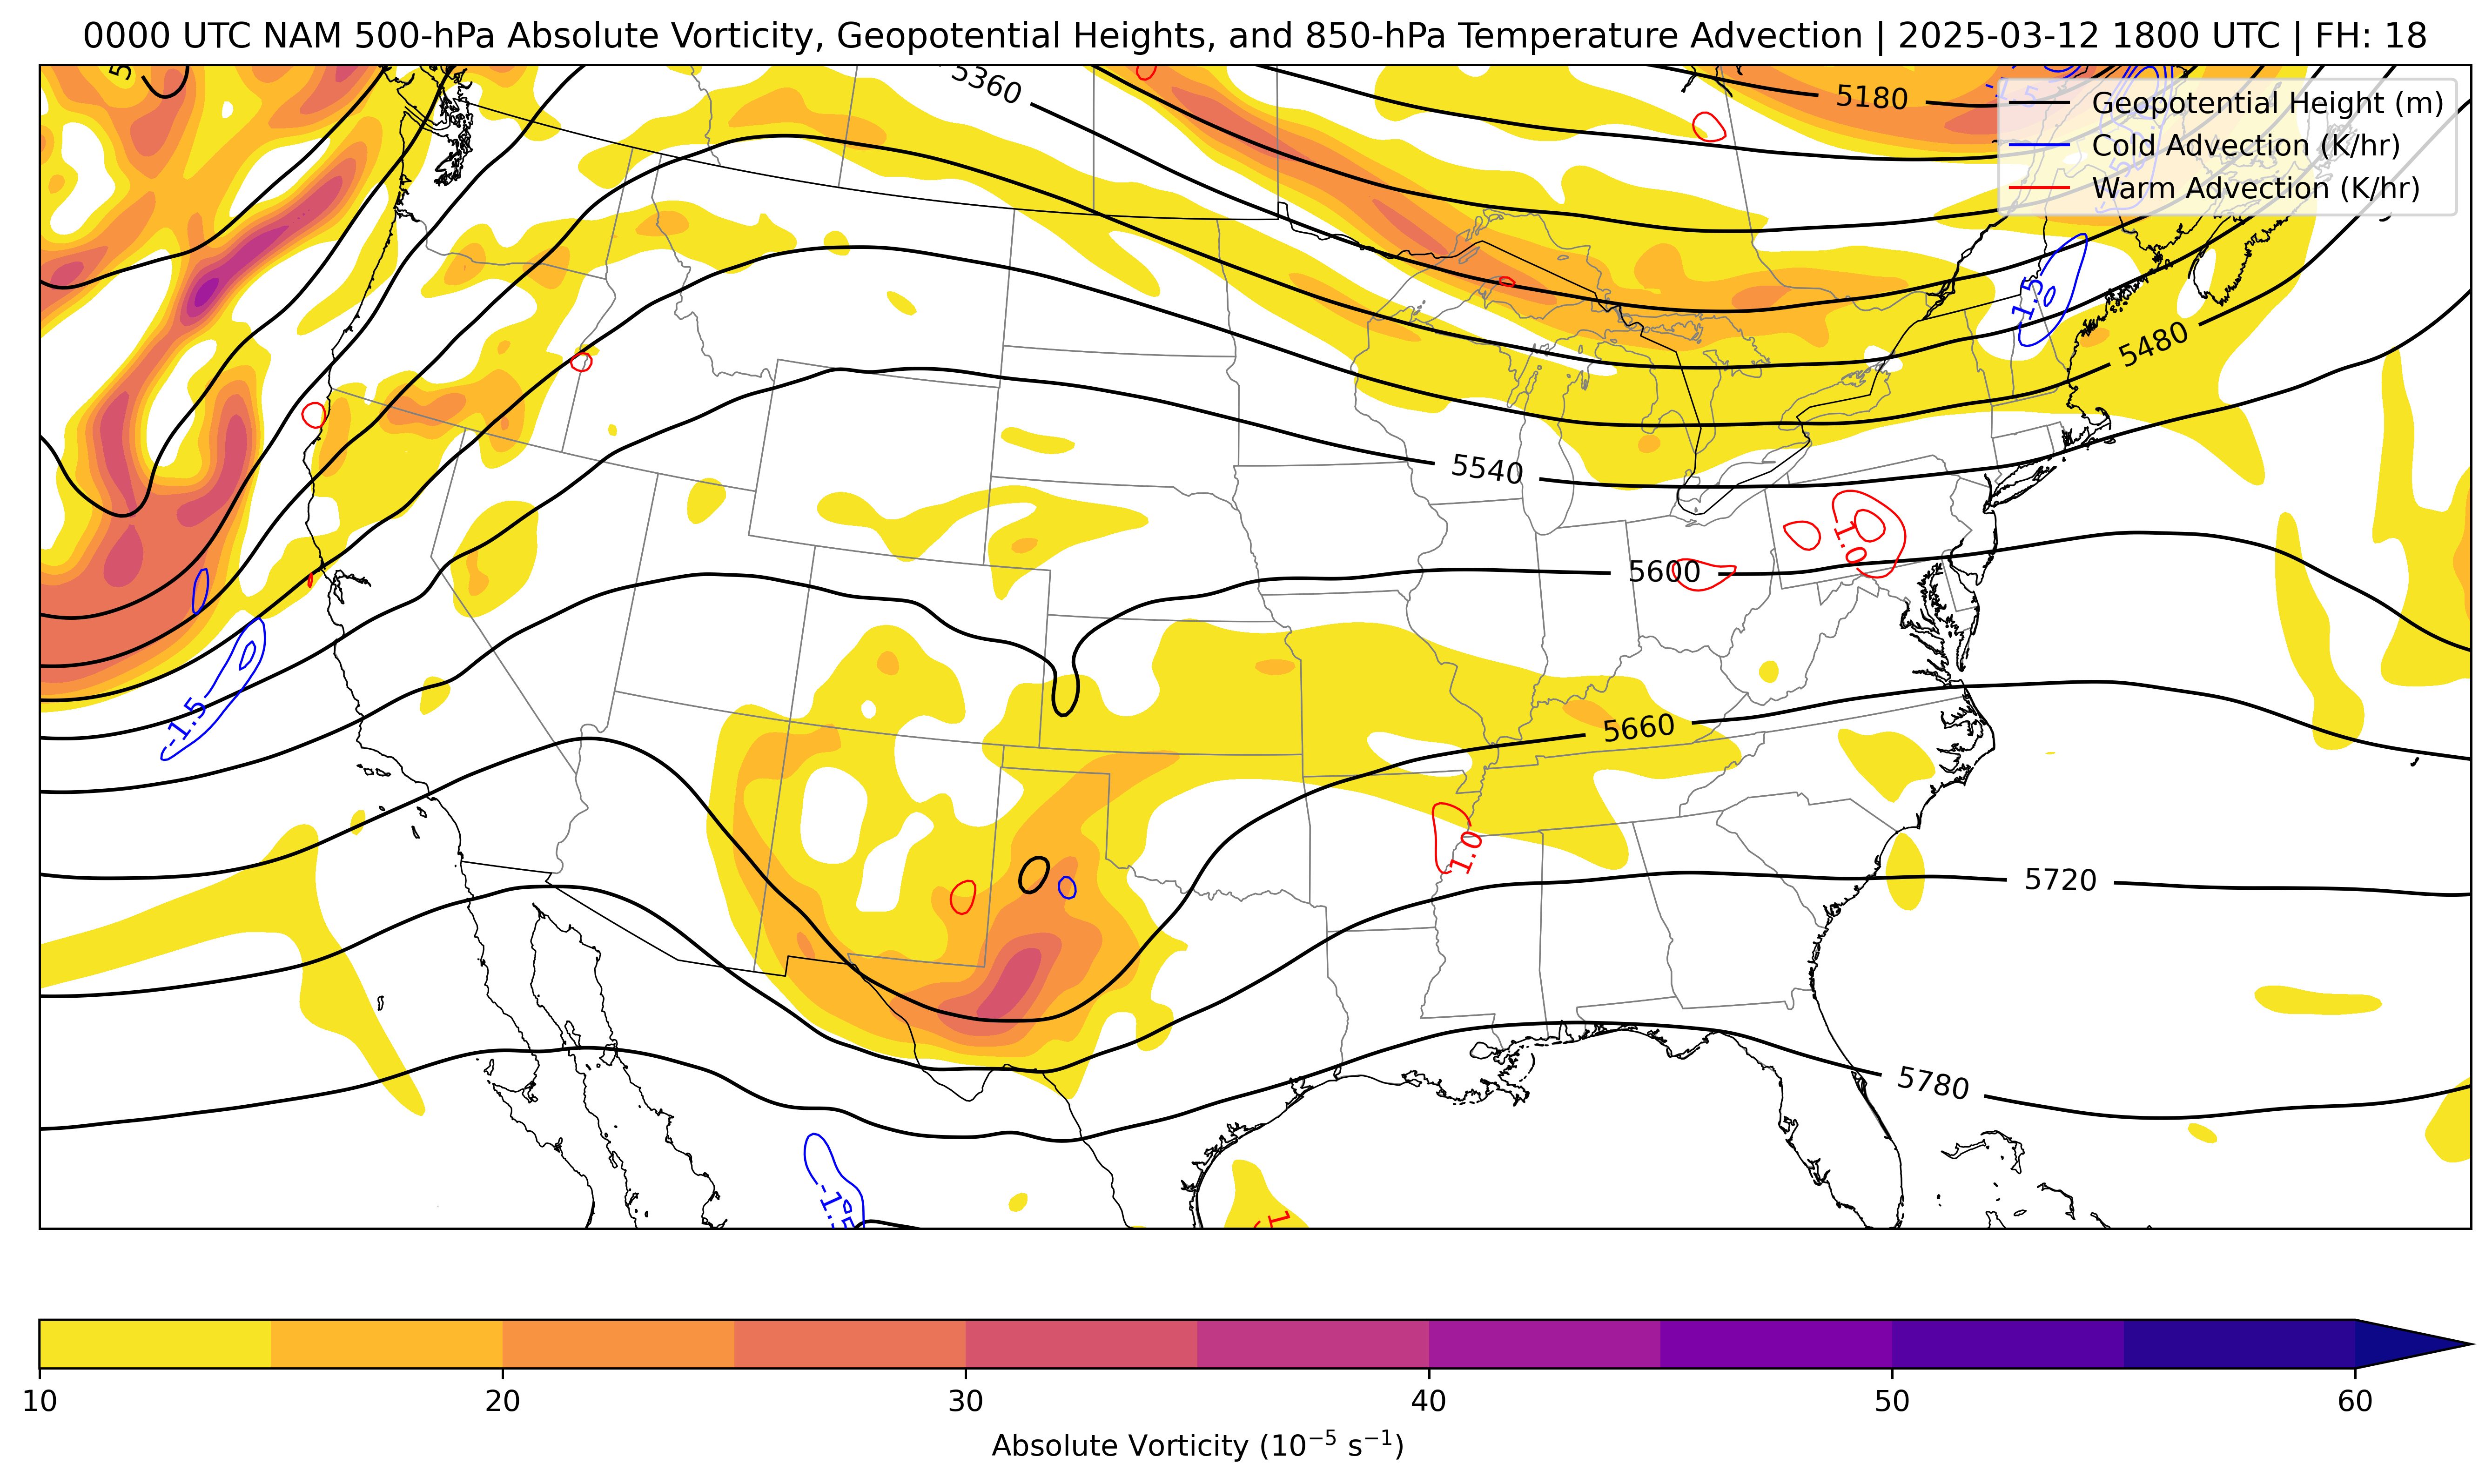 0000 UTC NAM 500-hPa Absolute Vorticity, Geopotential Heights, and 850-hPa Temperature Advection | 2025-03-12 1800 UTC | FH: 18
5360
5180
Geopotential Height (m)
Cold Advection (K/hr)
Warm Advection (K/hr)
-1.5
5480
5540
-1.0
5600
-1.5
5660
1.0
5720
5780
-1.5
10 20 30 40 50 60
Absolute Vorticity (10⁻⁵ s⁻¹)